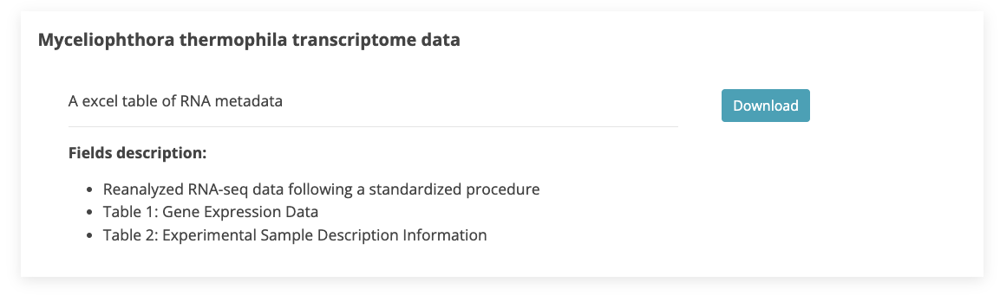 Myceliophthora thermophila transcriptome data
A excel table of RNA metadata
Download
Fields description:
• Reanalyzed RNA-seq data following a standardized procedure
• Table 1: Gene Expression Data
• Table 2: Experimental Sample Description Information